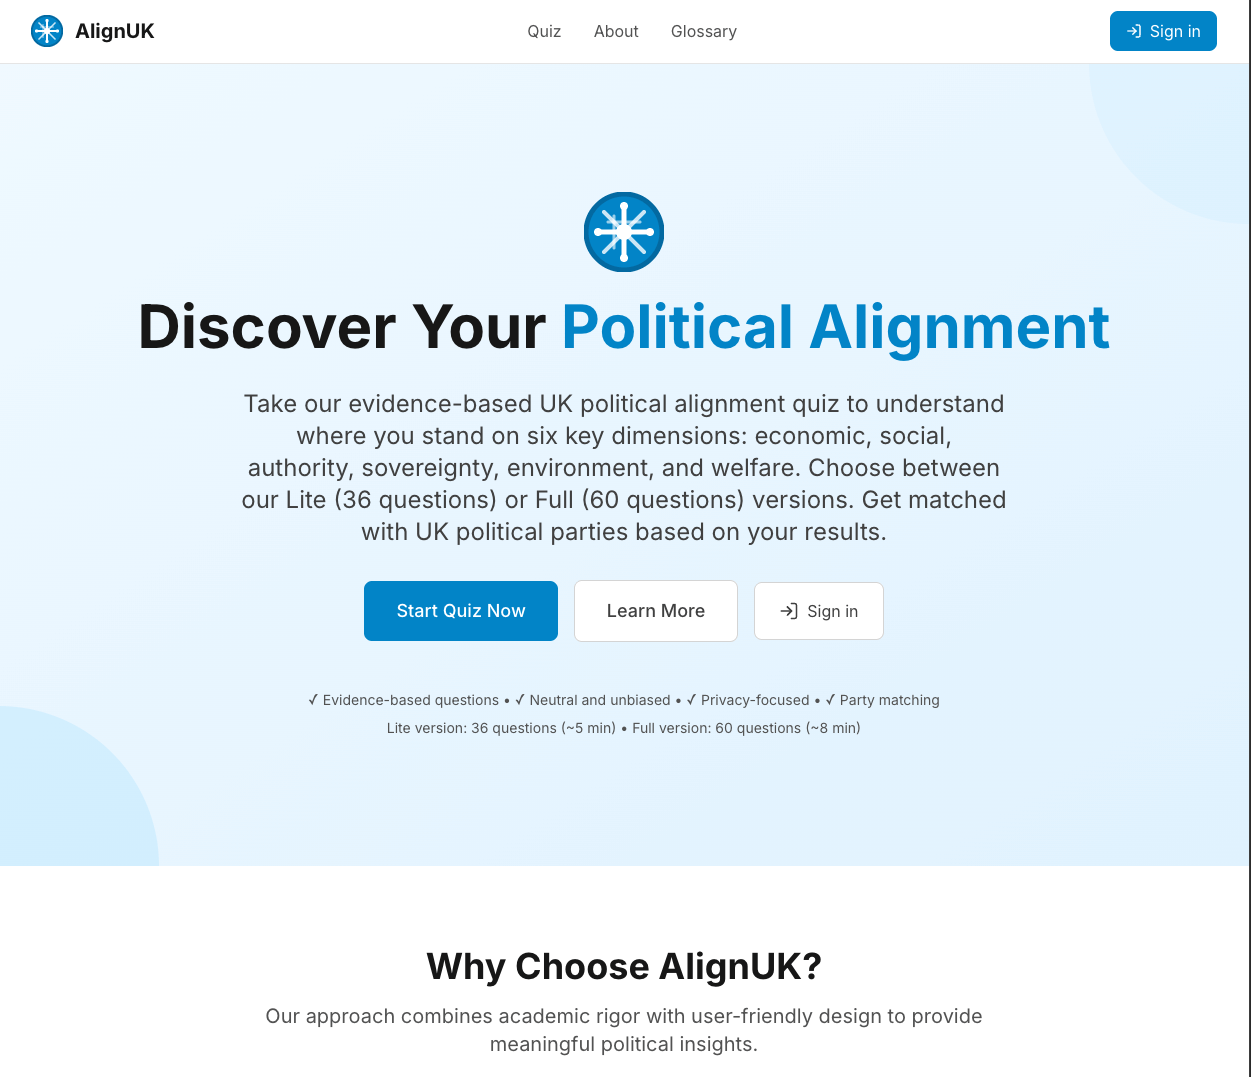 AlignUK
Quiz
About
Glossary
Sign in
Discover Your Political Alignment
Take our evidence-based UK political alignment quiz to understand
where you stand on six key dimensions: economic, social,
authority, sovereignty, environment, and welfare. Choose between
our Lite (36 questions) or Full (60 questions) versions. Get matched
with UK political parties based on your results.
Start Quiz Now
Learn More
Sign in
✓ Evidence-based questions • ✓ Neutral and unbiased • ✓ Privacy-focused • ✓ Party matching
Lite version: 36 questions (~5 min) • Full version: 60 questions (~8 min)
Why Choose AlignUK?
Our approach combines academic rigor with user-friendly design to provide
meaningful political insights.